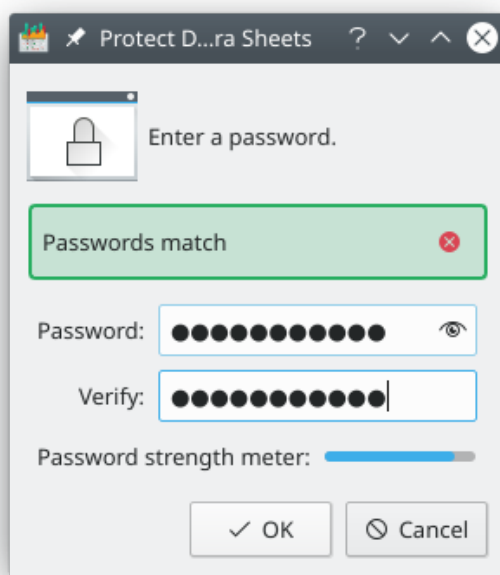 Protect D...ra Sheets ?
Enter a password.
Passwords match
Password: ●●●●●●●●●●●
Verify: ●●●●●●●●●●●
Password strength meter:
OK Cancel